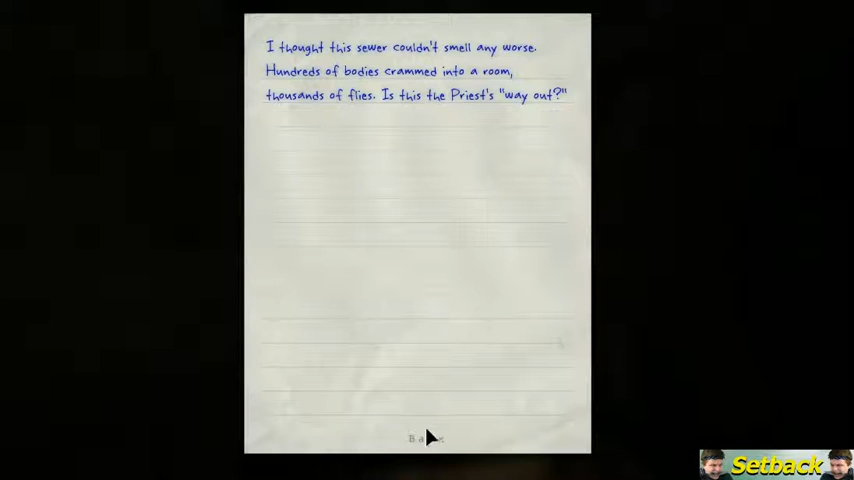 I thought this sewer couldn't smell any worse.
Hundreds of bodies crammed into a room,
thousands of flies. Is this the Priest's "way out?"
Setback